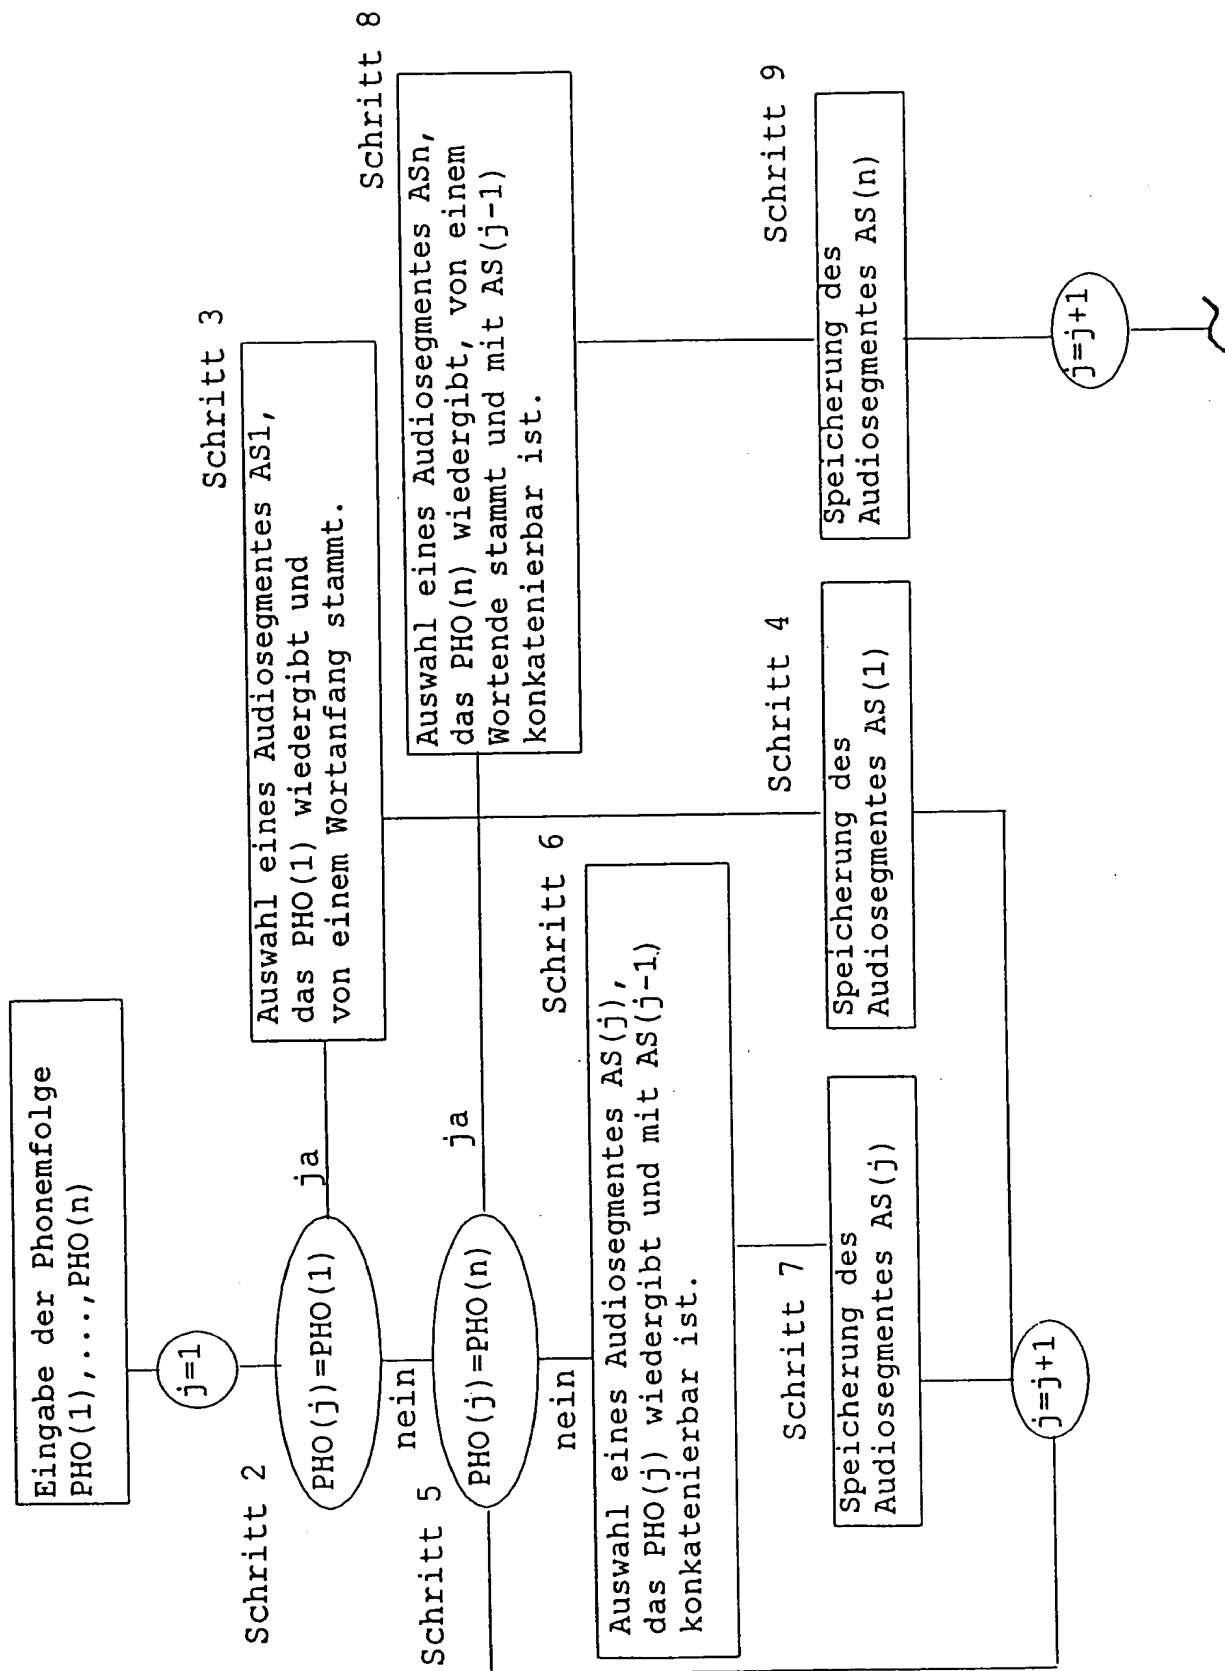 Eingabe der Phonemfolge
PHO(1),...,PHO(n)
j=1
Schritt 2
PHO(j)=PHO(1)
ja
nein
Schritt 3
Auswahl eines Audiosegmentes AS1,
das PHO(1) wiedergibt und
von einem Wortanfang stammt.
Schritt 5
PHO(j)=PHO(n)
ja
nein
Schritt 8
Auswahl eines Audiosegmentes ASn,
das PHO(n) wiedergibt, von einem
Wortende stammt und mit AS(j-1)
konkatenierbar ist.
Schritt 6
Auswahl eines Audiosegmentes AS(j),
das PHO(j) wiedergibt und mit AS(j-1)
konkatenierbar ist.
Schritt 7
Speicherung des
Audiosegmentes AS(j)
Schritt 4
Speicherung des
Audiosegmentes AS(1)
Schritt 9
Speicherung des
Audiosegmentes AS(n)
j=j+1
j=j+1